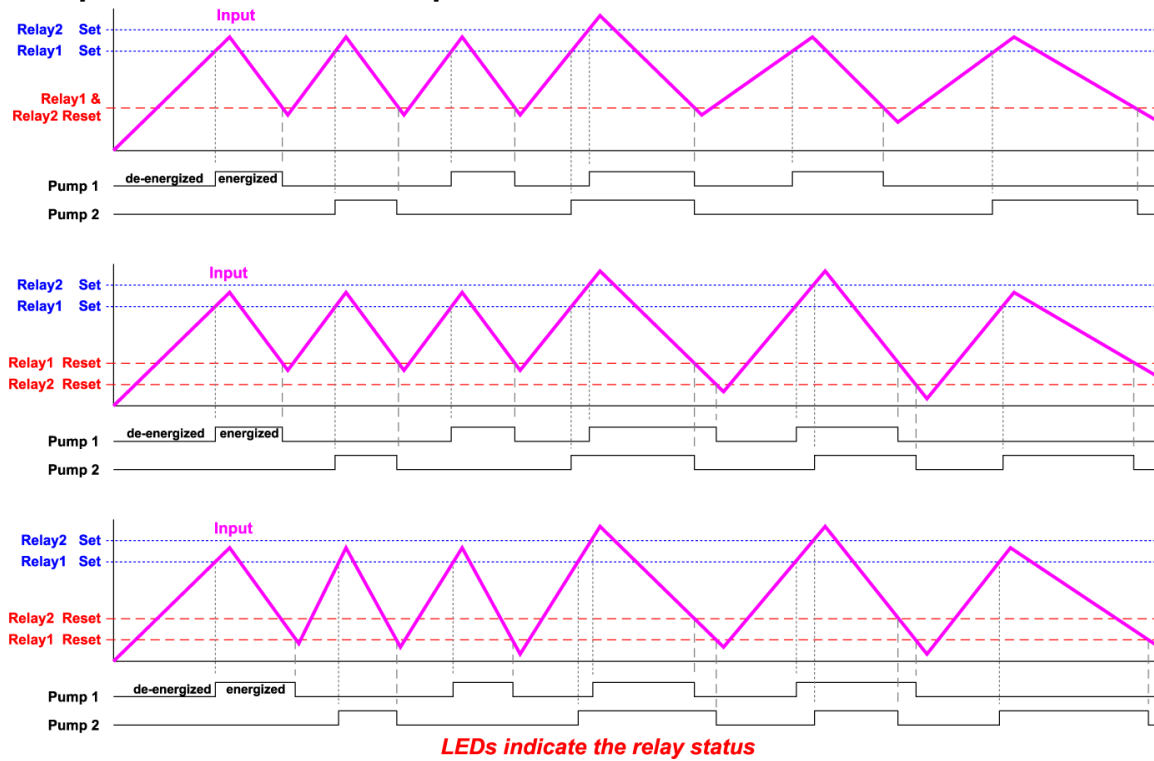 Input
Relay2 Set
Relay1 Set
Relay1 &
Relay2 Reset
de-energized energized
Pump 1
Pump 2
Input
Relay2 Set
Relay1 Set
Relay1 Reset
Relay2 Reset
de-energized energized
Pump 1
Pump 2
Input
Relay2 Set
Relay1 Set
Relay2 Reset
Relay1 Reset
de-energized energized
Pump 1
Pump 2
LEDs indicate the relay status